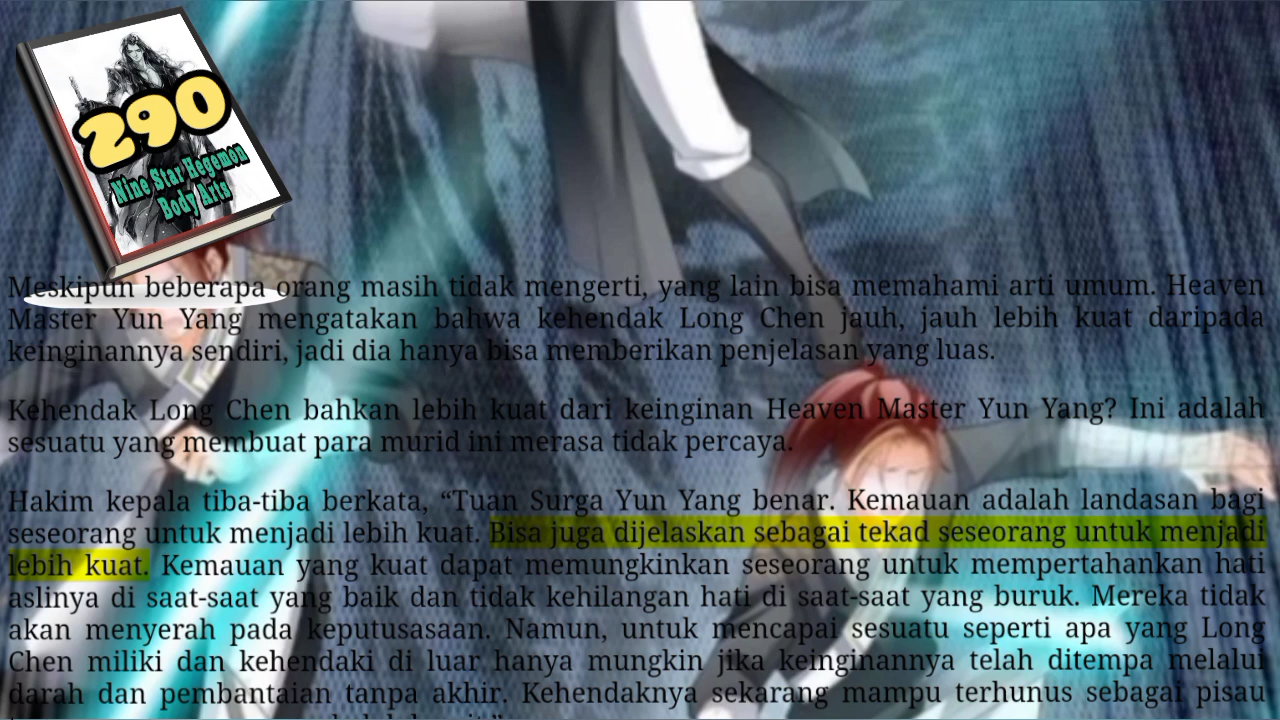 290
Nine Star Hegemon
Body Arts
Meskipun beberapa orang masih tidak mengerti, yang lain bisa memahami arti umum. Heaven
Master Yun Yang mengatakan bahwa kehendak Long Chen jauh, jauh lebih kuat daripada
keinginannya sendiri, jadi dia hanya bisa memberikan penjelasan yang luas.
Kehendak Long Chen bahkan lebih kuat dari keinginan Heaven Master Yun Yang? Ini adalah
sesuatu yang membuat para murid ini merasa tidak percaya.
Hakim kepala tiba-tiba berkata, “Tuan Surga Yun Yang benar. Kemauan adalah landasan bagi
seseorang untuk menjadi lebih kuat. Bisa juga dijelaskan sebagai tekad seseorang untuk menjadi
lebih kuat. Kemauan yang kuat dapat memungkinkan seseorang untuk mempertahankan hati
aslinya di saat-saat yang baik dan tidak kehilangan hati di saat-saat yang buruk. Mereka tidak
akan menyerah pada keputusasaan. Namun, untuk mencapai sesuatu seperti apa yang Long
Chen miliki dan kehendaki di luar hanya mungkin jika keinginannya telah ditempa melalui
darah dan pembantaian tanpa akhir. Kehendaknya sekarang mampu terhunus sebagai pisau